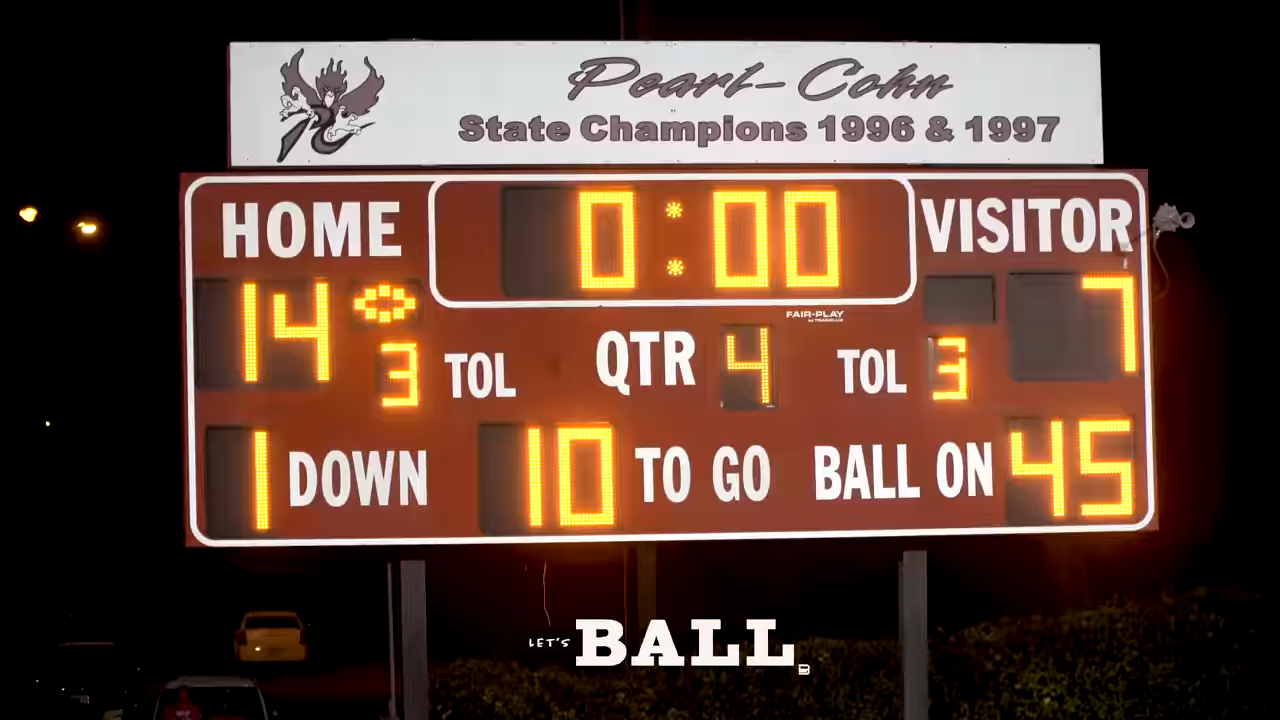 Pearl-Cohn
State Champions 1996 & 1997
HOME
0:00
VISITOR
14
7
FAIR-PLAY
3 TOL
QTR 4
TOL 3
1 DOWN
10 TO GO
BALL ON 45
LET'S BALL
B